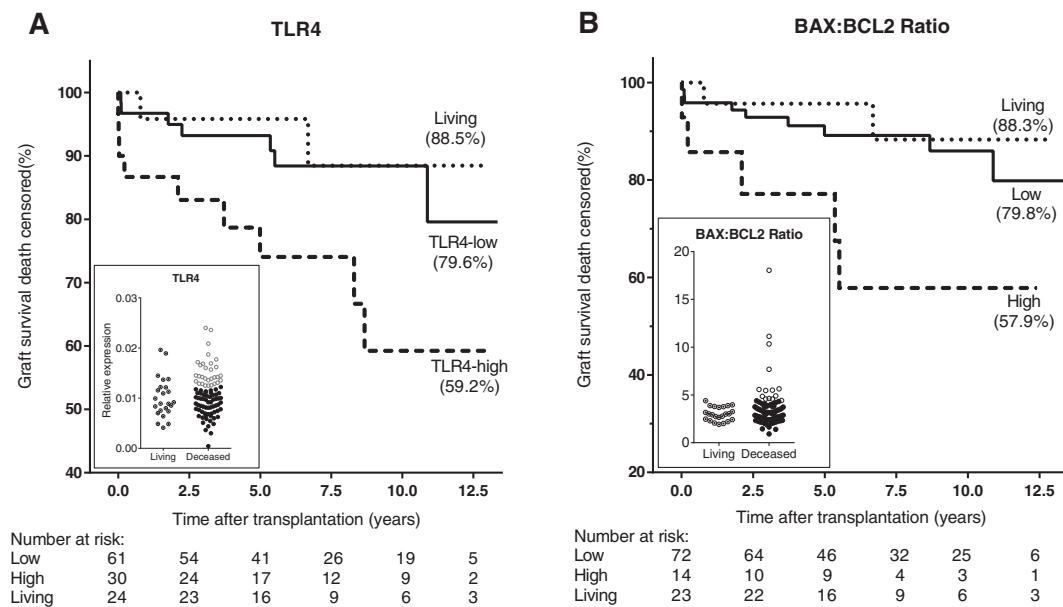 A
TLR4
Graft survival death censored(%)
100
90
80
70
60
50
40
Living
(88.5%)
TLR4-low
(79.6%)
TLR4-high
(59.2%)
TLR4
Relative expression
0.03
0.02
0.01
0.00
Living Deceased
0.0 2.5 5.0 7.5 10.0 12.5
Time after transplantation (years)
Number at risk:
Low 61 54 41 26 19 5
High 30 24 17 12 9 2
Living 24 23 16 9 6 3
B
BAX:BCL2 Ratio
Graft survival death censored(%)
100
80
60
40
20
Living
(88.3%)
Low
(79.8%)
High
(57.9%)
BAX:BCL2 Ratio
20
15
10
5
0
Living Deceased
0.0 2.5 5.0 7.5 10.0 12.5
Time after transplantation (years)
Number at risk:
Low 72 64 46 32 25 6
High 14 10 9 4 3 1
Living 23 22 16 9 6 3